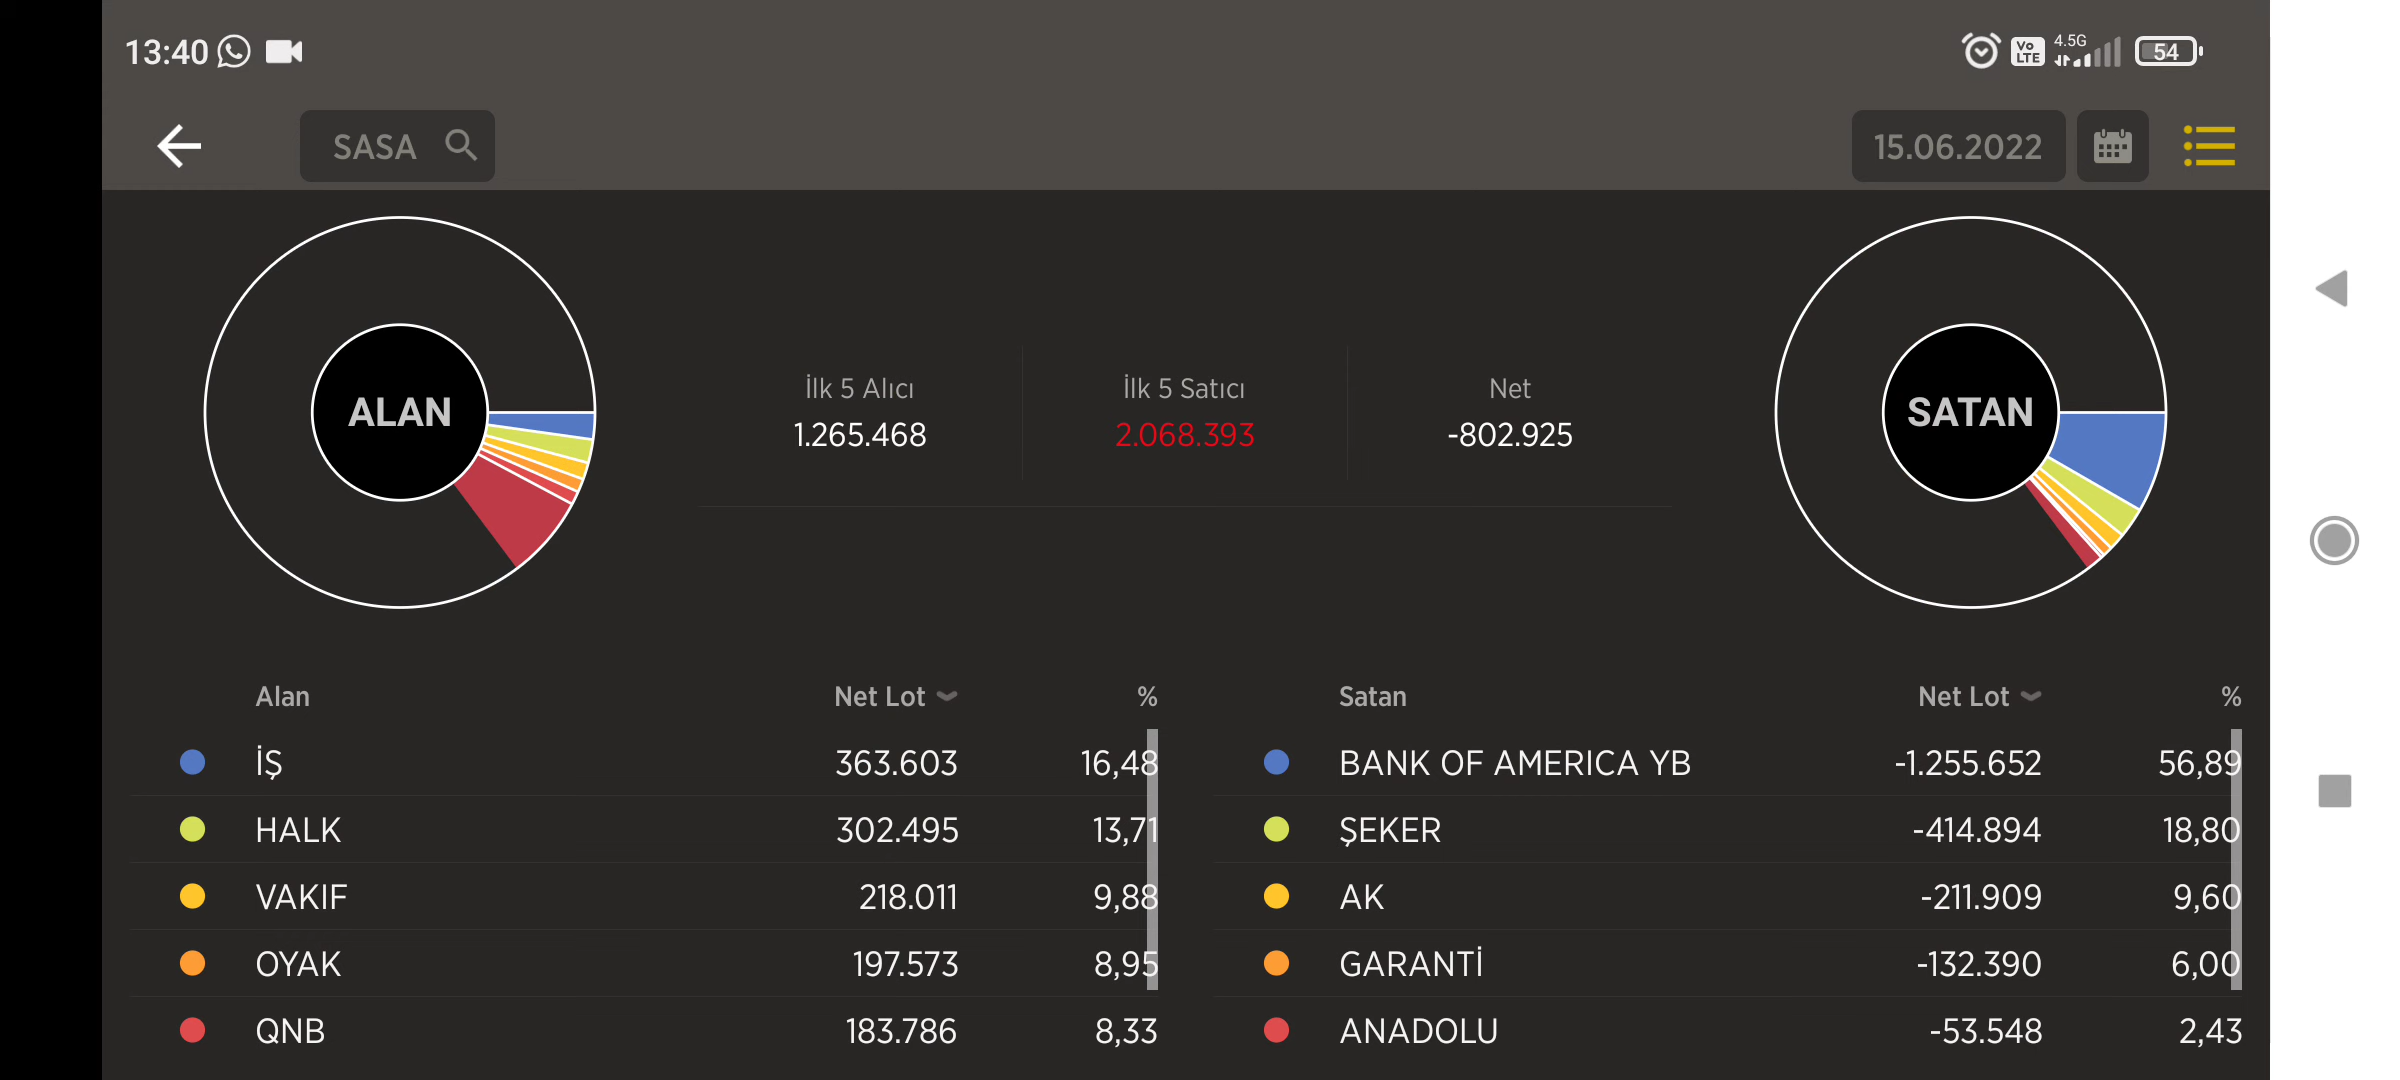 13:40 Vo LTE 4.5G 54
SASA 15.06.2022
ALAN
İlk 5 Alıcı İlk 5 Satıcı Net
1.265.468 2.068.393 -802.925
SATAN
Alan Net Lot % Satan Net Lot %
İŞ 363.603 16,48 BANK OF AMERICA YB -1.255.652 56,89
HALK 302.495 13,71 ŞEKER -414.894 18,80
VAKIF 218.011 9,88 AK -211.909 9,60
OYAK 197.573 8,95 GARANTİ -132.390 6,00
QNB 183.786 8,33 ANADOLU -53.548 2,43